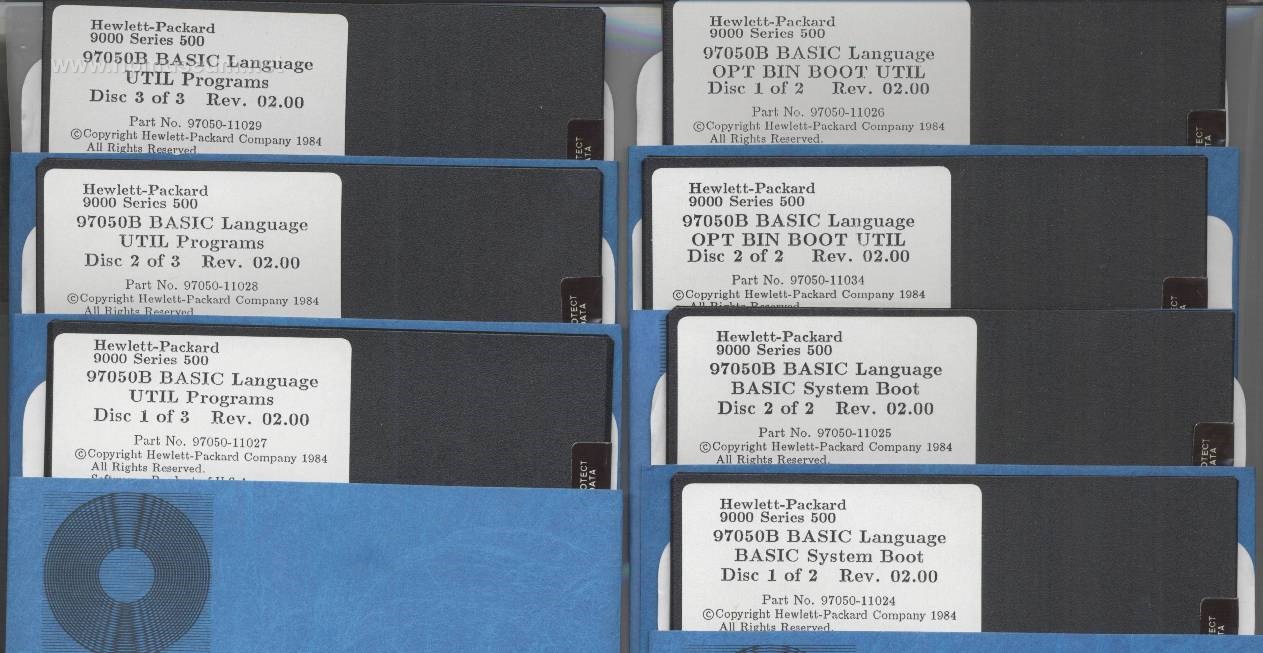 Hewlett-Packard
9000 Series 500
97050B BASIC Language
UTIL Programs
Disc 3 of 3 Rev. 02.00
Part No. 97050-11029
©Copyright Hewlett-Packard Company 1984
All Rights Reserved.
Hewlett-Packard
9000 Series 500
97050B BASIC Language
UTIL Programs
Disc 2 of 3 Rev. 02.00
Part No. 97050-11028
©Copyright Hewlett-Packard Company 1984
All Rights Reserved
OTECT
DATA
Hewlett-Packard
9000 Series 500
97050B BASIC Language
UTIL Programs
Disc 1 of 3 Rev. 02.00
Part No. 97050-11027
©Copyright Hewlett-Packard Company 1984
All Rights Reserved.
OTECT
DATA
Hewlett-Packard
9000 Series 500
97050B BASIC Language
OPT BIN BOOT UTIL
Disc 1 of 2 Rev. 02.00
Part No. 97050-11026
©Copyright Hewlett-Packard Company 1984
All Rights Reserved.
Hewlett-Packard
9000 Series 500
97050B BASIC Language
OPT BIN BOOT UTIL
Disc 2 of 2 Rev. 02.00
Part No. 97050-11034
©Copyright Hewlett-Packard Company 1984
All Rights Reserved
Hewlett-Packard
9000 Series 500
97050B BASIC Language
BASIC System Boot
Disc 2 of 2 Rev. 02.00
Part No. 97050-11025
©Copyright Hewlett-Packard Company 1984
All Rights Reserved.
OTECT
DATA
Hewlett-Packard
9000 Series 500
97050B BASIC Language
BASIC System Boot
Disc 1 of 2 Rev. 02.00
Part No. 97050-11024
©Copyright Hewlett-Packard Company 1984
All Rights Reserved.